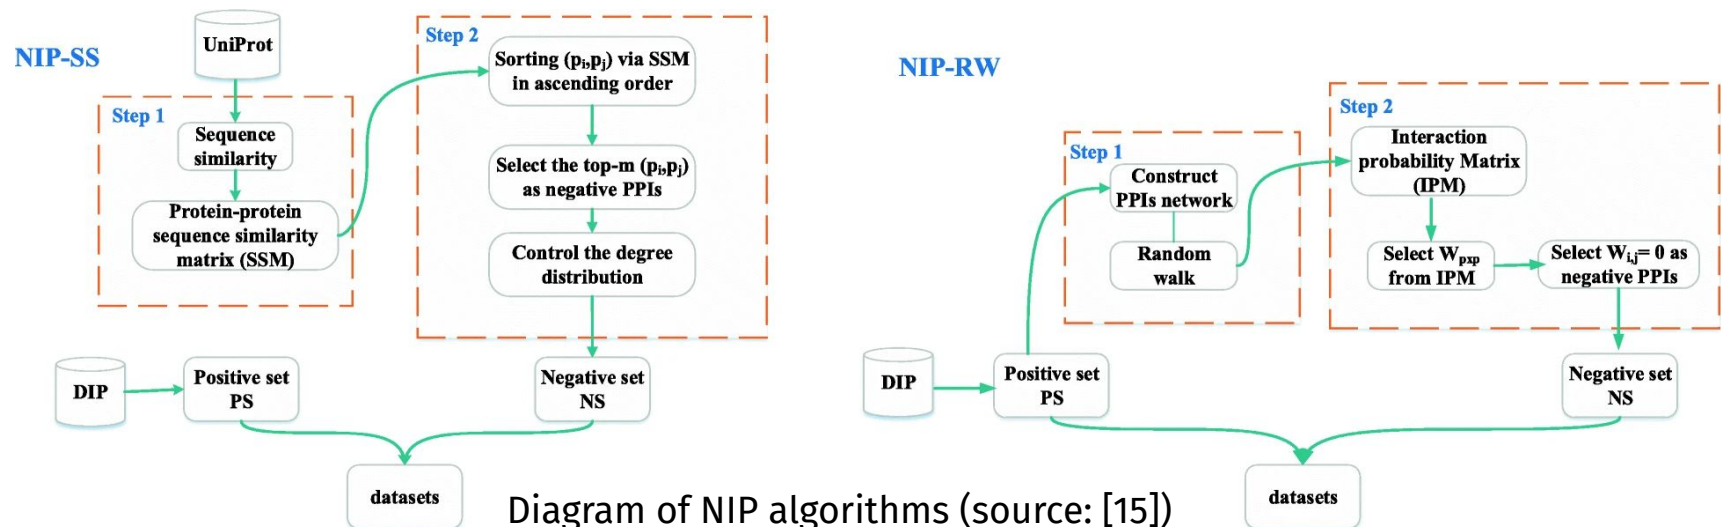 NIP-SS
UniProt
Step 1
Sequence
similarity
Protein-protein
sequence similarity
matrix (SSM)
Step 2
Sorting (pᵢ,pⱼ) via SSM
in ascending order
Select the top-m (pᵢ,pⱼ)
as negative PPIs
Control the degree
distribution
DIP
Positive set
PS
Negative set
NS
datasets
NIP-RW
Step 1
Construct
PPIs network
Random
walk
Step 2
Interaction
probability Matrix
(IPM)
Select Wₚₓₚ
from IPM
Select Wᵢ,ⱼ= 0 as
negative PPIs
DIP
Positive set
PS
Negative set
NS
datasets
Diagram of NIP algorithms (source: [15])